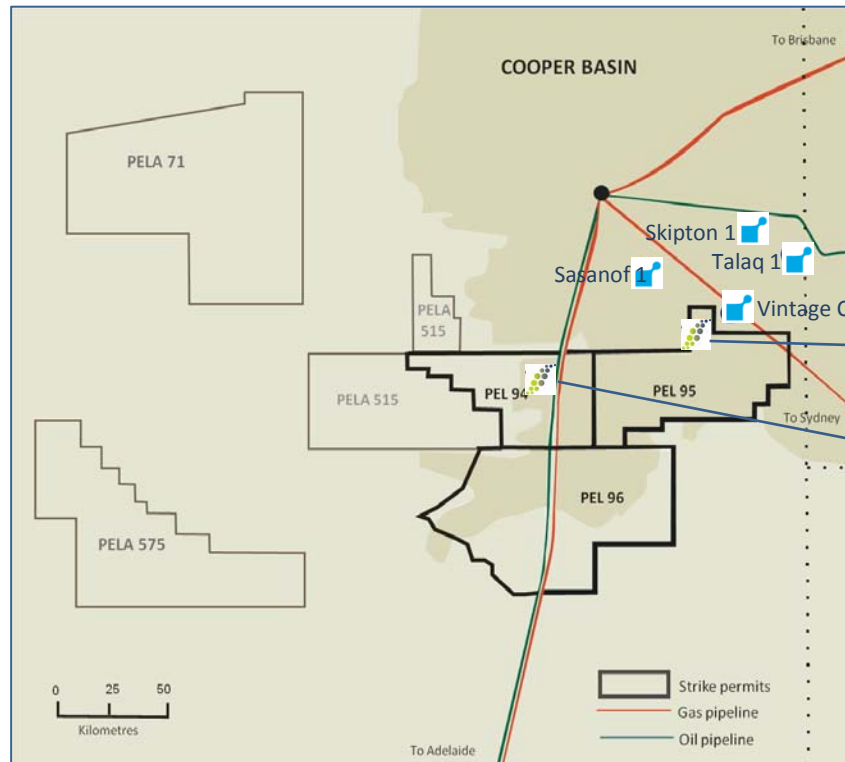 To Brisbane
COOPER BASIN
PELA 71
Skipton 1
Talaq 1
Sasanof 1
PELA
515
Vintage C
PELA 515
PEL 94
PEL 95
To Sydney
PEL 96
PELA 575
0 25 50
Kilometres
Strike permits
Gas pipeline
Oil pipeline
To Adelaide